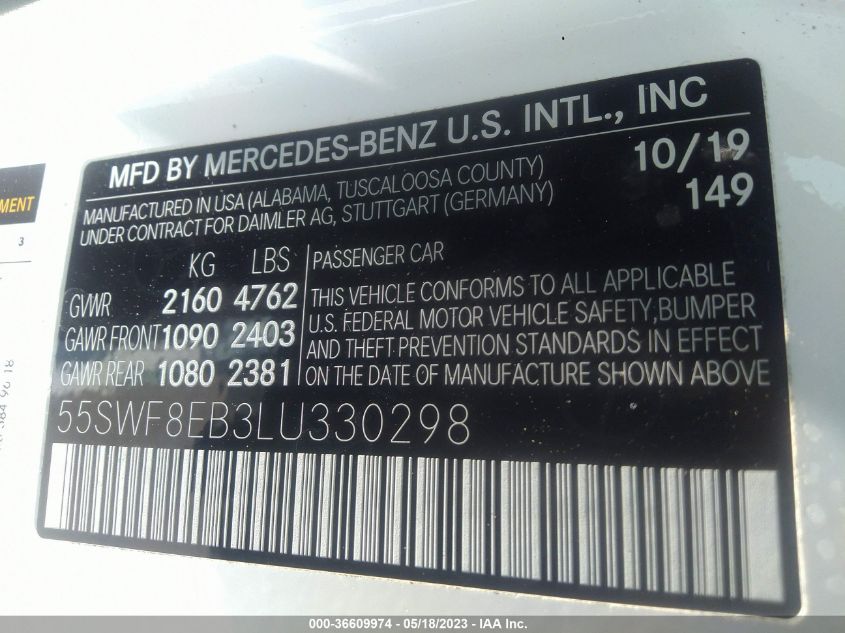 MFD BY MERCEDES-BENZ U.S. INTL., INC
10/19
MANUFACTURED IN USA (ALABAMA, TUSCALOOSA COUNTY)
UNDER CONTRACT FOR DAIMLER AG, STUTTGART (GERMANY)
149
KG LBS
GVWR 2160 4762
GAWR FRONT 1090 2403
GAWR REAR 1080 2381
PASSENGER CAR
THIS VEHICLE CONFORMS TO ALL APPLICABLE
U.S. FEDERAL MOTOR VEHICLE SAFETY, BUMPER
AND THEFT PREVENTION STANDARDS IN EFFECT
ON THE DATE OF MANUFACTURE SHOWN ABOVE
55SWF8EB3LU330298
MENT
3
000-36609974 - 05/18/2023 - IAA Inc.